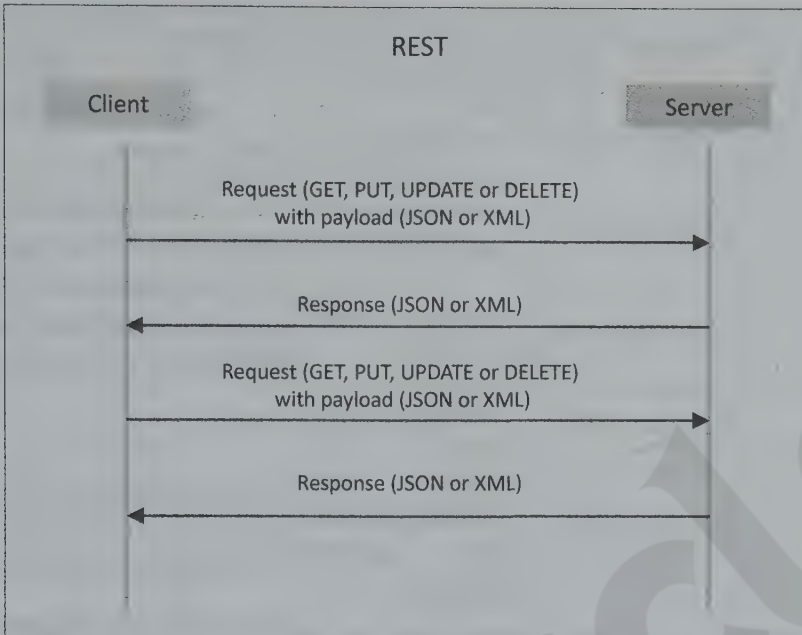 REST
Client
Server
Request (GET, PUT, UPDATE or DELETE)
with payload (JSON or XML)
Response (JSON or XML)
Request (GET, PUT, UPDATE or DELETE)
with payload (JSON or XML)
Response (JSON or XML)